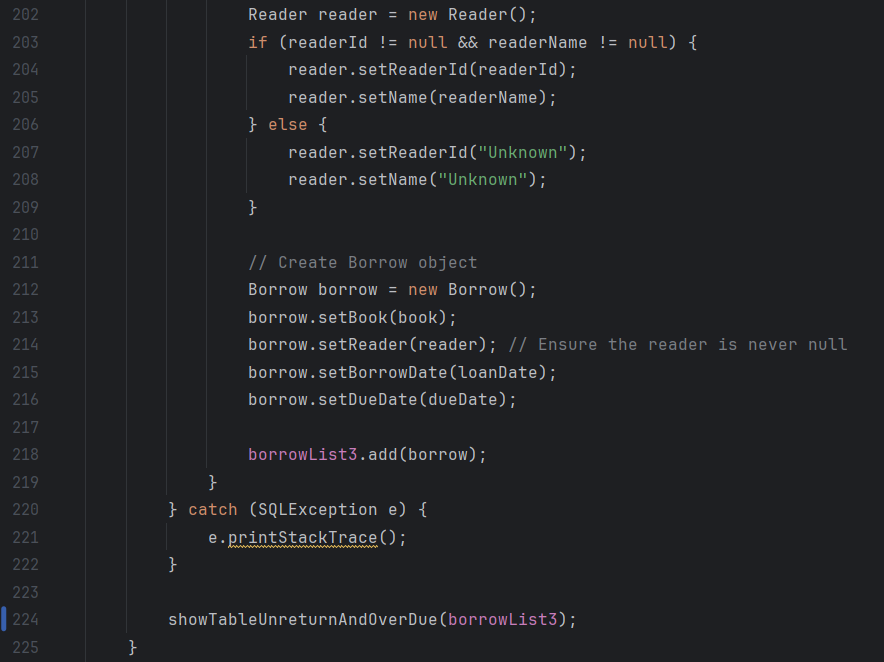 202 Reader reader = new Reader();
203 if (readerId != null && readerName != null) {
204 reader.setReaderId(readerId);
205 reader.setName(readerName);
206 } else {
207 reader.setReaderId("Unknown");
208 reader.setName("Unknown");
209 }
210
211 // Create Borrow object
212 Borrow borrow = new Borrow();
213 borrow.setBook(book);
214 borrow.setReader(reader); // Ensure the reader is never null
215 borrow.setBorrowDate(loanDate);
216 borrow.setDueDate(dueDate);
217
218 borrowList3.add(borrow);
219 }
220 } catch (SQLException e) {
221 e.printStackTrace();
222 }
223
224 showTableUnreturnAndOverDue(borrowList3);
225 }